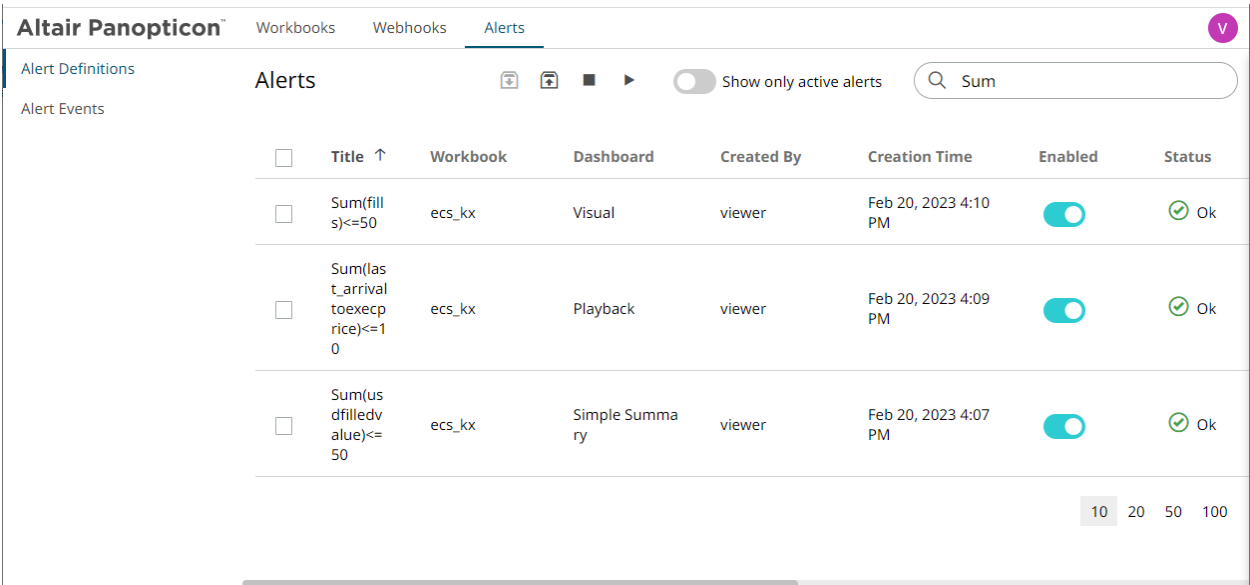 Altair Panopticon™ Workbooks Webhooks Alerts V
Alert Definitions
Alert Events
Alerts Show only active alerts Sum
Title ↑ Workbook Dashboard Created By Creation Time Enabled Status
Sum(fill
s)<=50
ecs_kx
Visual
viewer
Feb 20, 2023 4:10
PM
Ok
Sum(las
t_arrival
toexecp
rice)<=1
0
ecs_kx
Playback
viewer
Feb 20, 2023 4:09
PM
Ok
Sum(us
dfilledv
alue)<=
50
ecs_kx
Simple Summa
ry
viewer
Feb 20, 2023 4:07
PM
Ok
10 20 50 100